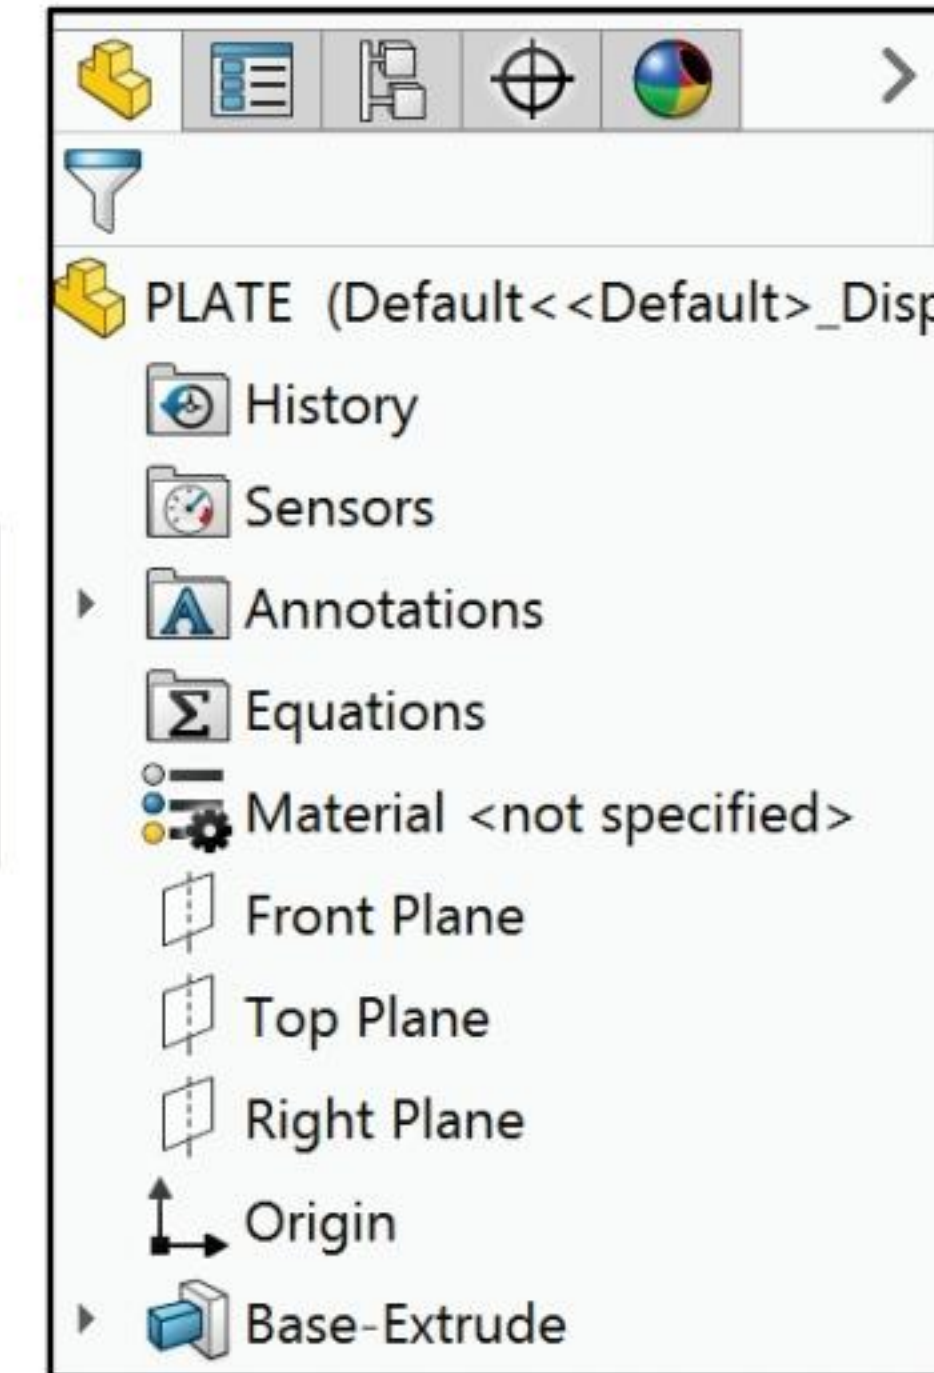 PLATE (Default<<Default>_Disp
History
Sensors
Annotations
Equations
Material <not specified>
Front Plane
Top Plane
Right Plane
Origin
Base-Extrude